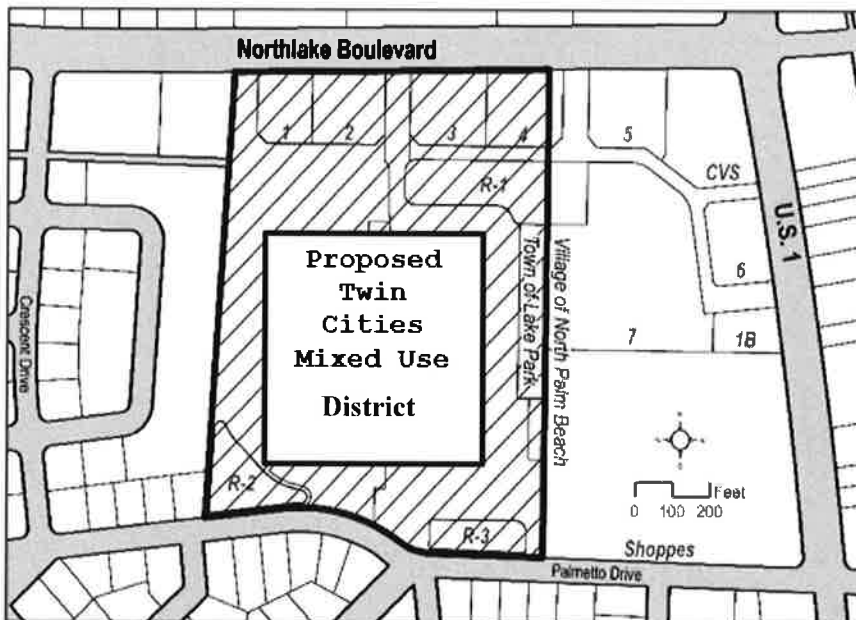 Northlake Boulevard
1
2
3
4
5
R-1
CVS
U.S. 1
Proposed
Twin
Cities
Mixed Use
District
Town of Lake Park
Village of North Palm Beach
6
7
1B
Crescent Drive
R-2
R-3
Feet
0 100 200
Shoppes
Palmetto Drive